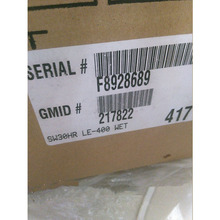 SERIAL # F8928689
GMID # 217822 417
SW30HR LE-400 WET